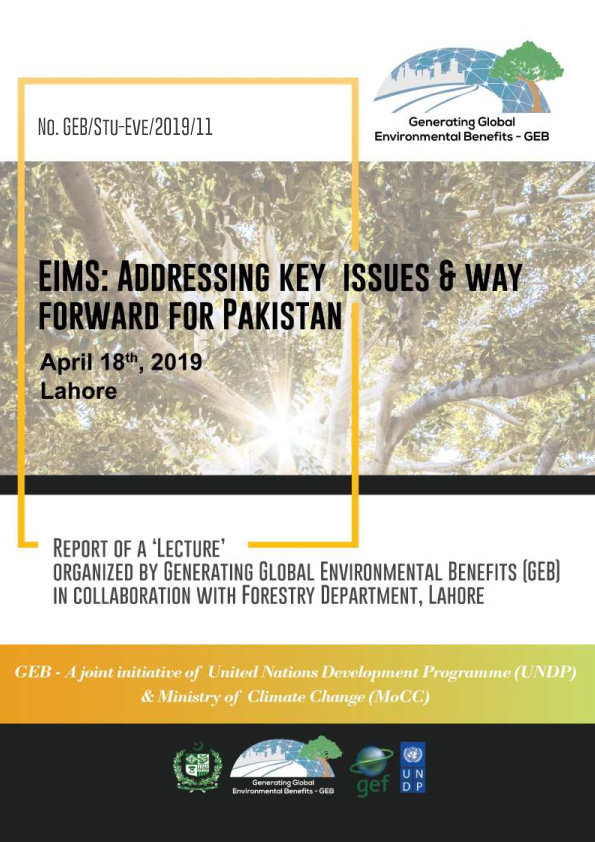 Generating Global
Environmental Benefits - GEB
No. GEB/Stu-Eve/2019/11
EIMS: Addressing key issues & way
forward for Pakistan
April 18th, 2019
Lahore
Report of a ‘Lecture’
organized by Generating Global Environmental Benefits (GEB)
in collaboration with Forestry Department, Lahore
GEB - A joint initiative of United Nations Development Programme (UNDP)
& Ministry of Climate Change (MoCC)
Generating Global
Environmental Benefits - GEB
gef
U N
D P